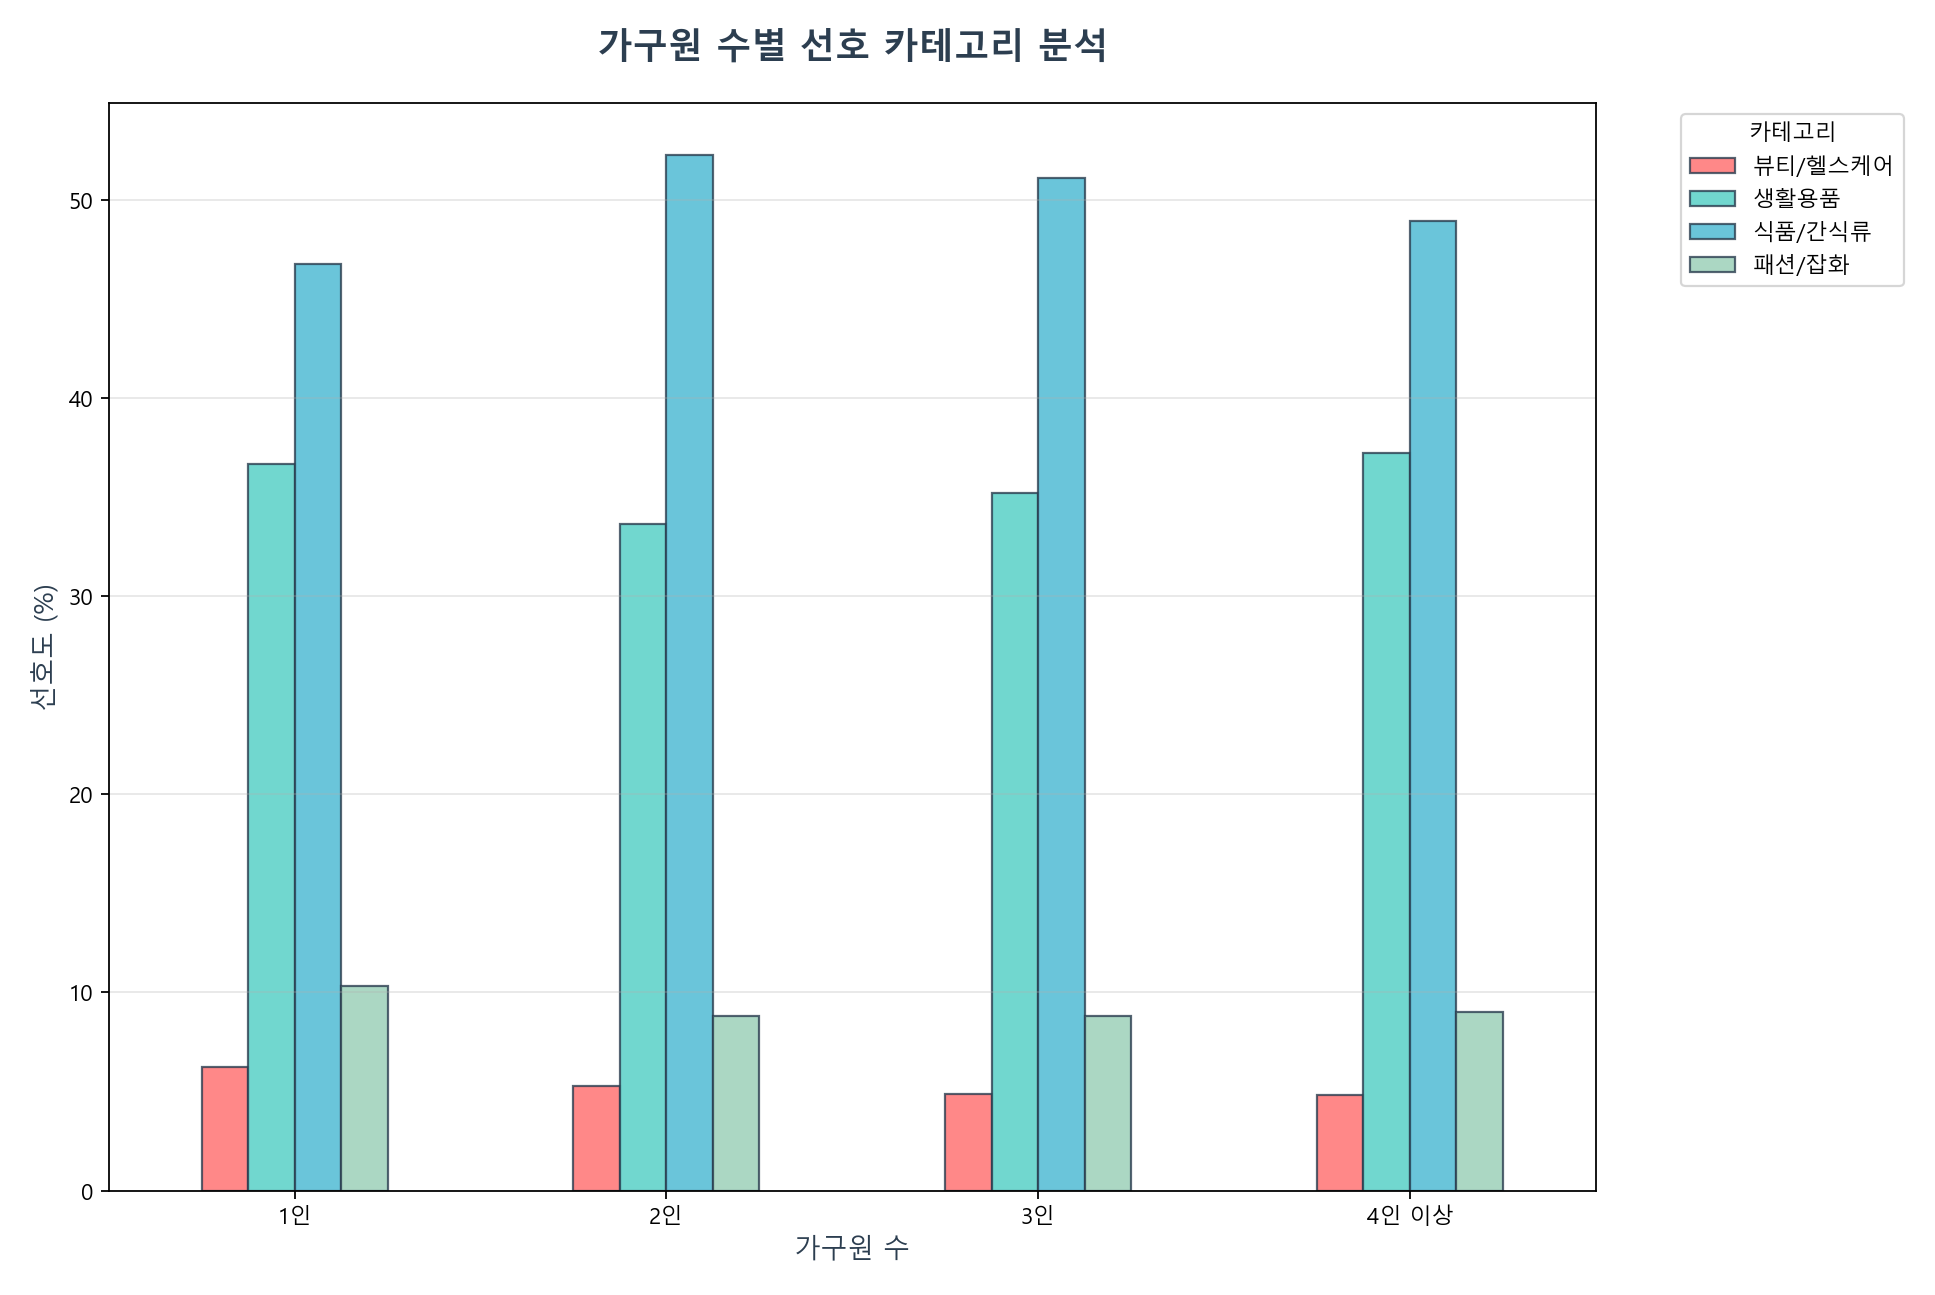 가구원 수별 선호 카테고리 분석
카테고리
뷰티/헬스케어
생활용품
식품/간식류
패션/잡화
선호도 (%)
50
40
30
20
10
0
1인
2인
3인
4인 이상
가구원 수